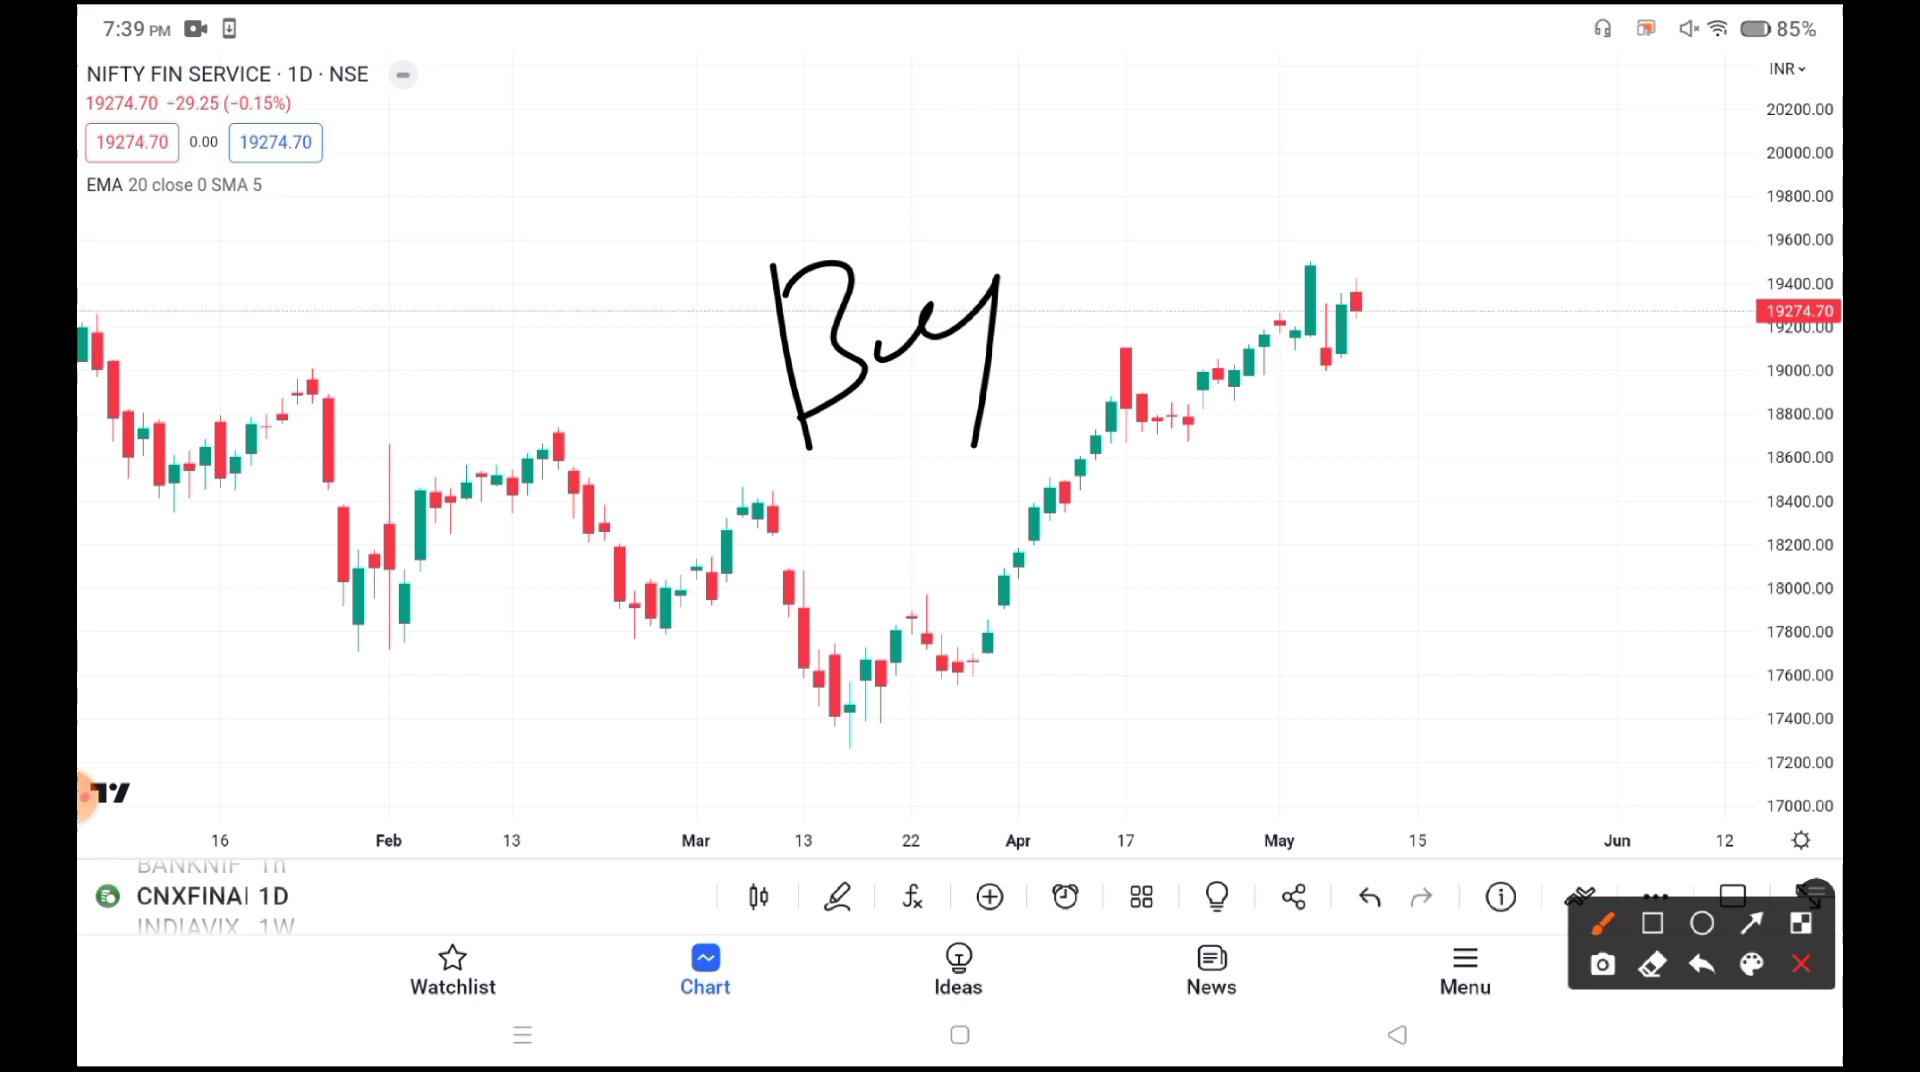 7:39 PM 85%
NIFTY FIN SERVICE · 1D · NSE
INR
19274.70 −29.25 (−0.15%)
19274.70 0.00 19274.70
EMA 20 close 0 SMA 5
Buy
20200.00
20000.00
19800.00
19600.00
19400.00
19274.70
19200.00
19000.00
18800.00
18600.00
18400.00
18200.00
18000.00
17800.00
17600.00
17400.00
17200.00
17000.00
16 Feb 13 Mar 13 22 Apr 17 May 15 Jun 12
BANKNIF 1h
CNXFINAI 1D
INDIAVIX 1W
Watchlist Chart Ideas News Menu